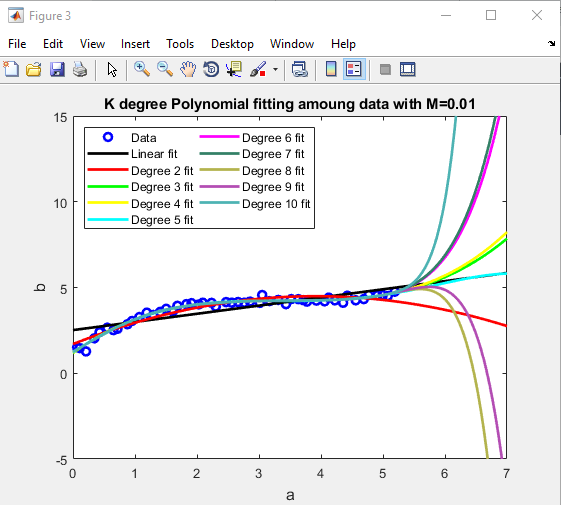 Figure 3
File Edit View Insert Tools Desktop Window Help
K degree Polynomial fitting amoung data with M=0.01
15
10
5
0
-5
b
Data
Linear fit
Degree 2 fit
Degree 3 fit
Degree 4 fit
Degree 5 fit
Degree 6 fit
Degree 7 fit
Degree 8 fit
Degree 9 fit
Degree 10 fit
0 1 2 3 4 5 6 7
a